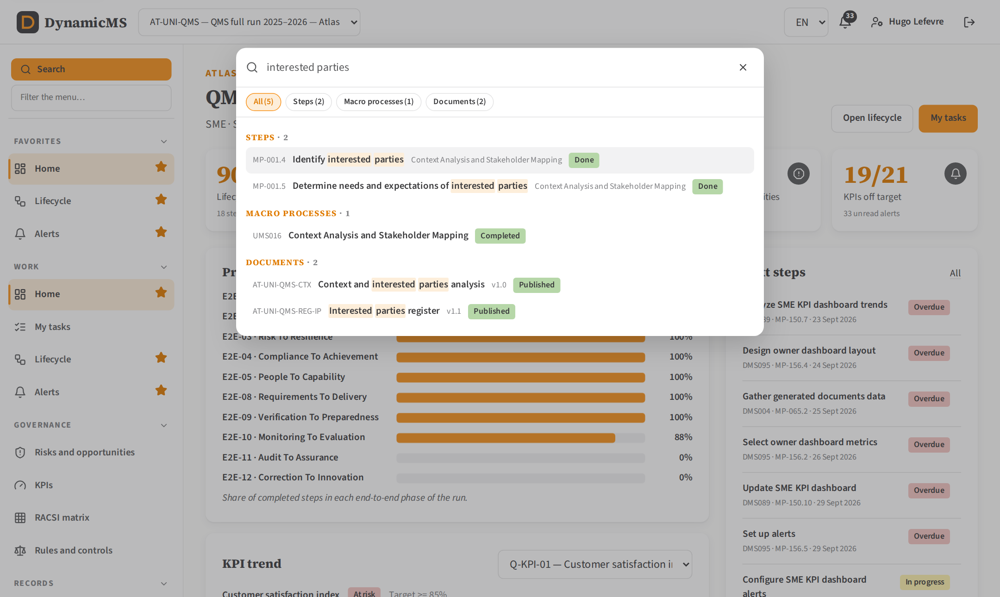 DynamicMS
AT-UNI-QMS — QMS full run 2025–2026 — Atlas
EN
33
Hugo Lefevre
Search
Filter the menu…
FAVORITES
Home
Lifecycle
Alerts
WORK
Home
My tasks
Lifecycle
Alerts
GOVERNANCE
Risks and opportunities
KPIs
RACSI matrix
Rules and controls
RECORDS
interested parties
All (5)
Steps (2)
Macro processes (1)
Documents (2)
STEPS · 2
MP-001.4 Identify interested parties Context Analysis and Stakeholder Mapping Done
MP-001.5 Determine needs and expectations of interested parties Context Analysis and Stakeholder Mapping Done
MACRO PROCESSES · 1
UMS016 Context Analysis and Stakeholder Mapping Completed
DOCUMENTS · 2
AT-UNI-QMS-CTX Context and interested parties analysis v1.0 Published
AT-UNI-QMS-REG-IP Interested parties register v1.1 Published
ATLAS
SME · S
Open lifecycle
My tasks
19/21
KPIs off target
33 unread alerts
E2E-03 · Risk To Resilience 100%
E2E-04 · Compliance To Achievement 100%
E2E-05 · People To Capability 100%
E2E-08 · Requirements To Delivery 100%
E2E-09 · Verification To Preparedness 100%
E2E-10 · Monitoring To Evaluation 88%
E2E-11 · Audit To Assurance 0%
E2E-12 · Correction To Innovation 0%
Share of completed steps in each end-to-end phase of the run.
KPI trend
Q-KPI-01 — Customer satisfaction
Customer satisfaction index At risk Target >= 85%
steps
All
SME KPI dashboard trends Overdue
MP-150.7 · 23 Sept 2026
Design owner dashboard layout Overdue
DMS095 · MP-156.4 · 24 Sept 2026
Gather generated documents data Overdue
DMS004 · MP-065.2 · 25 Sept 2026
Select owner dashboard metrics Overdue
DMS095 · MP-156.2 · 26 Sept 2026
Update SME KPI dashboard Overdue
DMS089 · MP-150.10 · 29 Sept 2026
Set up alerts Overdue
DMS095 · MP-156.5 · 29 Sept 2026
Configure SME KPI dashboard In progress
alerts